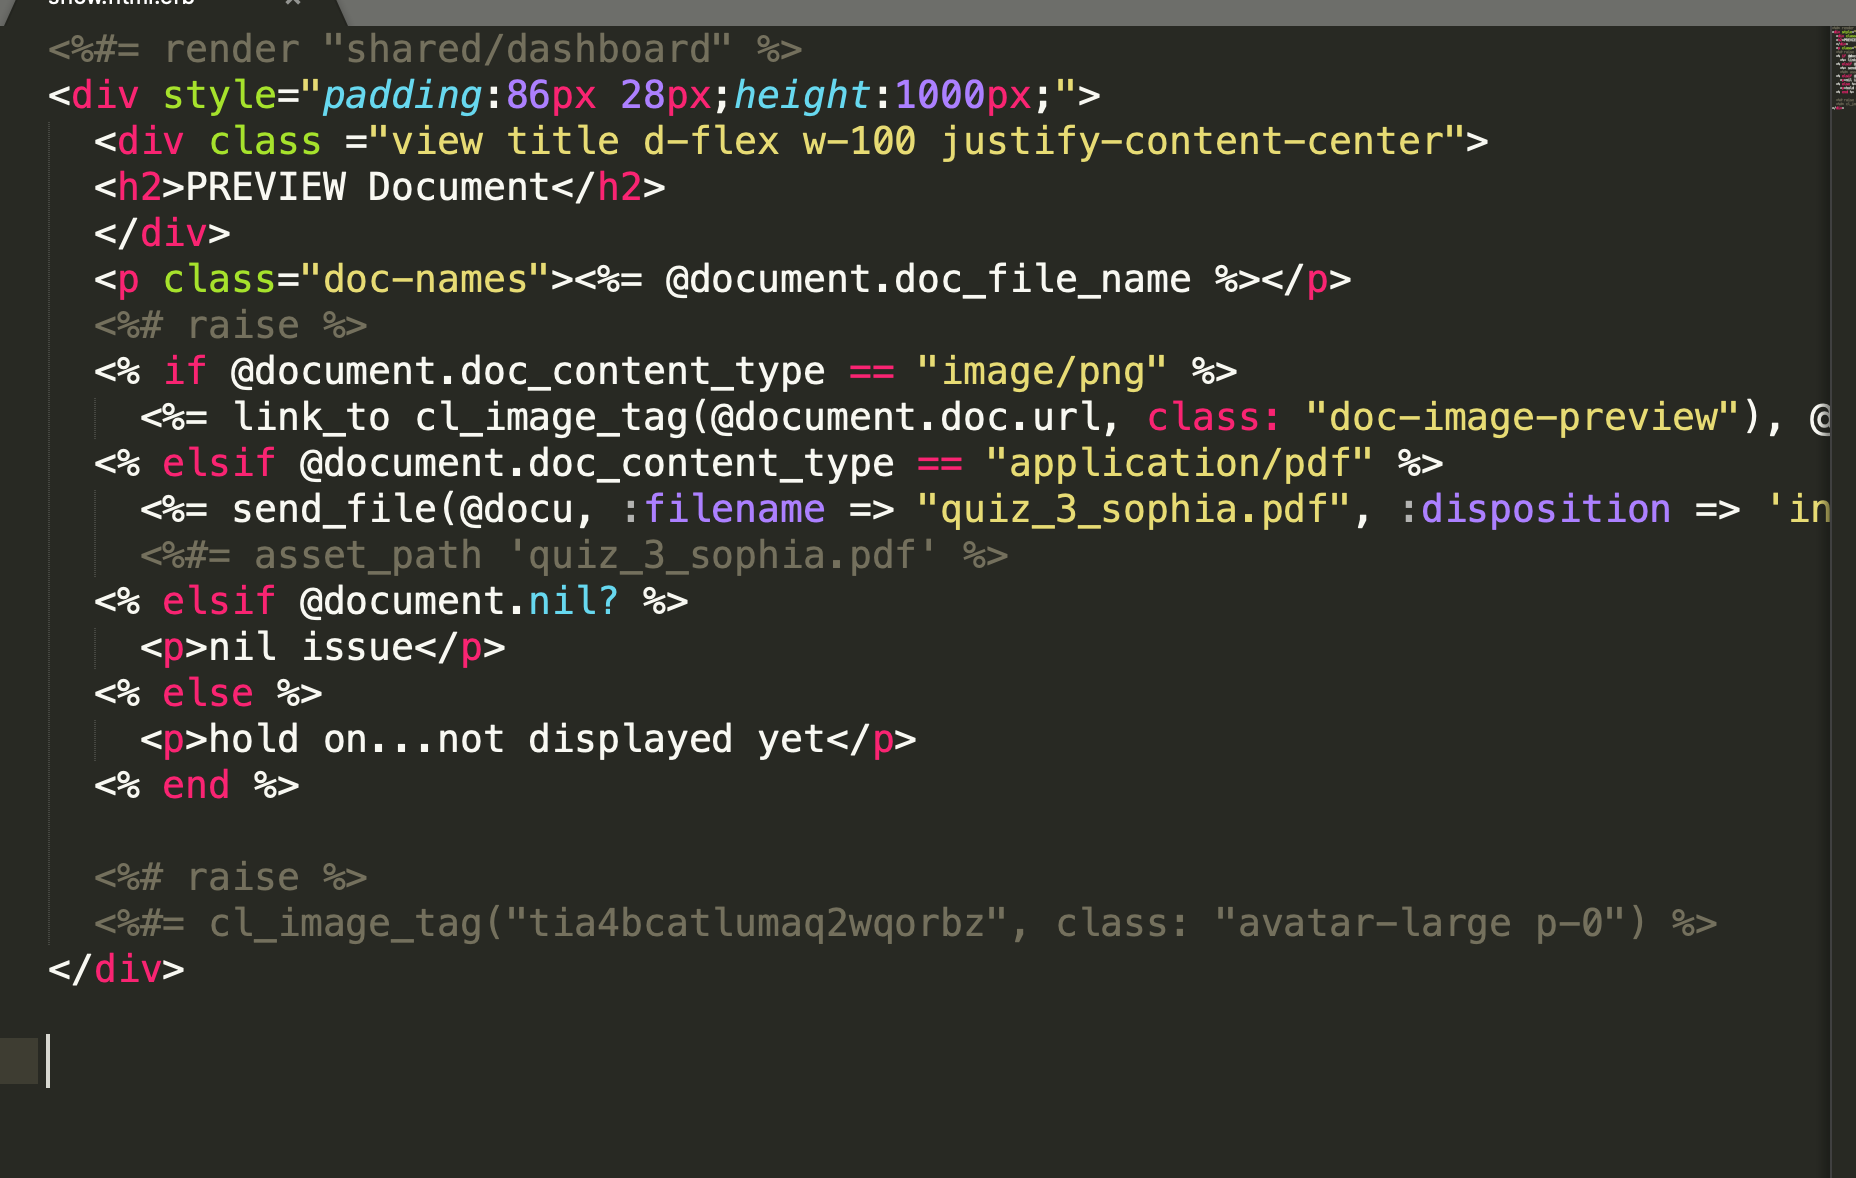 show.html.erb ×
<%#= render "shared/dashboard" %>
<div style="padding:86px 28px;height:1000px;">
<div class ="view title d-flex w-100 justify-content-center">
<h2>PREVIEW Document</h2>
</div>
<p class="doc-names"><%= @document.doc_file_name %></p>
<%# raise %>
<% if @document.doc_content_type == "image/png" %>
<%= link_to cl_image_tag(@document.doc.url, class: "doc-image-preview"), @
<% elsif @document.doc_content_type == "application/pdf" %>
<%= send_file(@docu, :filename => "quiz_3_sophia.pdf", :disposition => 'in
<%#= asset_path 'quiz_3_sophia.pdf' %>
<% elsif @document.nil? %>
<p>nil issue</p>
<% else %>
<p>hold on...not displayed yet</p>
<% end %>
<%# raise %>
<%#= cl_image_tag("tia4bcatlumaq2wqorbz", class: "avatar-large p-0") %>
</div>